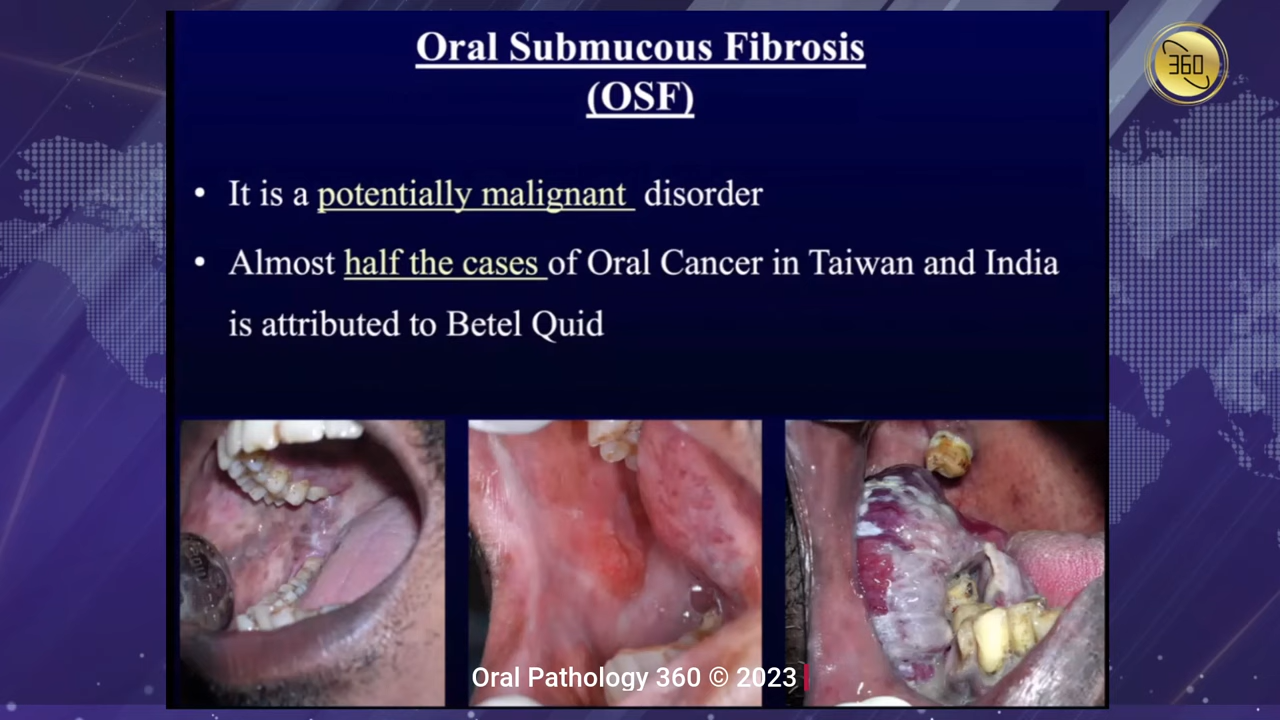 Oral Submucous Fibrosis
(OSF)
360
• It is a potentially malignant disorder
• Almost half the cases of Oral Cancer in Taiwan and India
is attributed to Betel Quid
Oral Pathology 360 © 2023